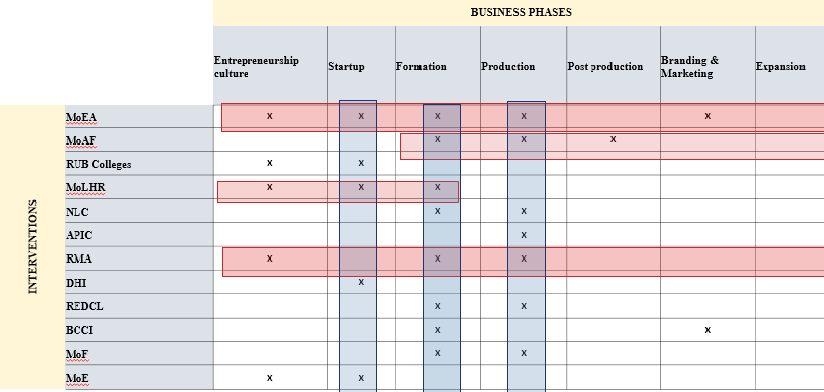 BUSINESS PHASES
Entrepreneurship culture Startup Formation Production Post production Branding & Marketing Expansion
INTERVENTIONS
MoEA x x x x x
MoAF x x x
RUB Colleges x x
MoLHR x x x
NLC x x
APIC x
RMA x x x
DHI x
REDCL x x
BCCI x x
MoF x x
MoE x x